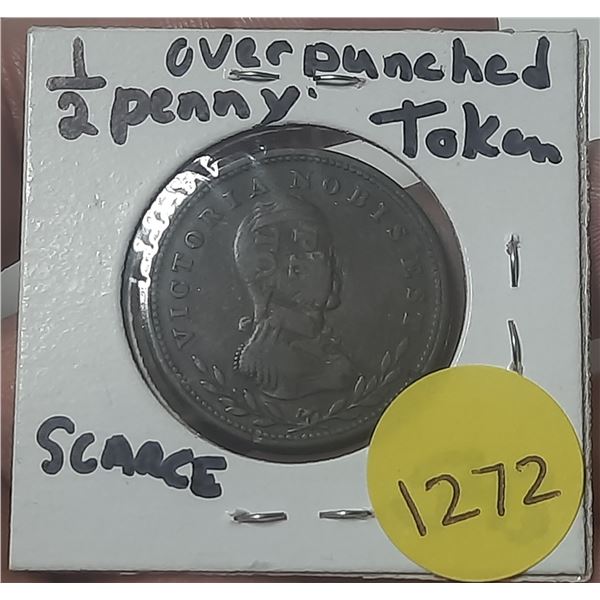 1/2 penny overpunched
Token
VICTORIA NOBIS EST
SCARCE
1272